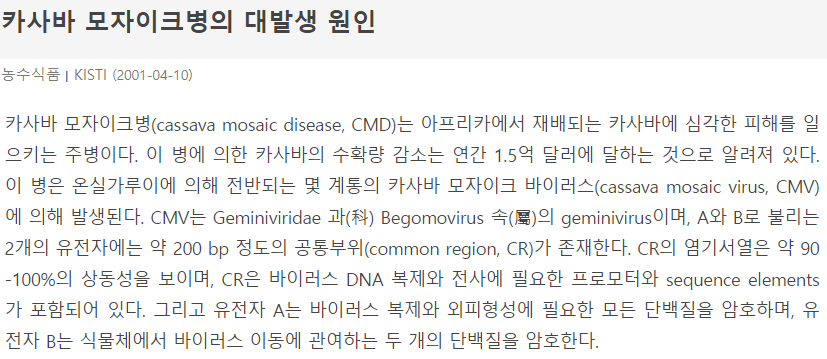 카사바 모자이크병의 대발생 원인
농수식품 | KISTI (2001-04-10)
카사바 모자이크병(cassava mosaic disease, CMD)는 아프리카에서 재배되는 카사바에 심각한 피해를 일
으키는 주병이다. 이 병에 의한 카사바의 수확량 감소는 연간 1.5억 달러에 달하는 것으로 알려져 있다.
이 병은 온실가루이에 의해 전반되는 몇 계통의 카사바 모자이크 바이러스(cassava mosaic virus, CMV)
에 의해 발생된다. CMV는 Geminiviridae 과(科) Begomovirus 속(屬)의 geminivirus이며, A와 B로 불리는
2개의 유전자에는 약 200 bp 정도의 공통부위(common region, CR)가 존재한다. CR의 염기서열은 약 90
-100%의 상동성을 보이며, CR은 바이러스 DNA 복제와 전사에 필요한 프로모터와 sequence elements
가 포함되어 있다. 그리고 유전자 A는 바이러스 복제와 외피형성에 필요한 모든 단백질을 암호하며, 유
전자 B는 식물체에서 바이러스 이동에 관여하는 두 개의 단백질을 암호한다.